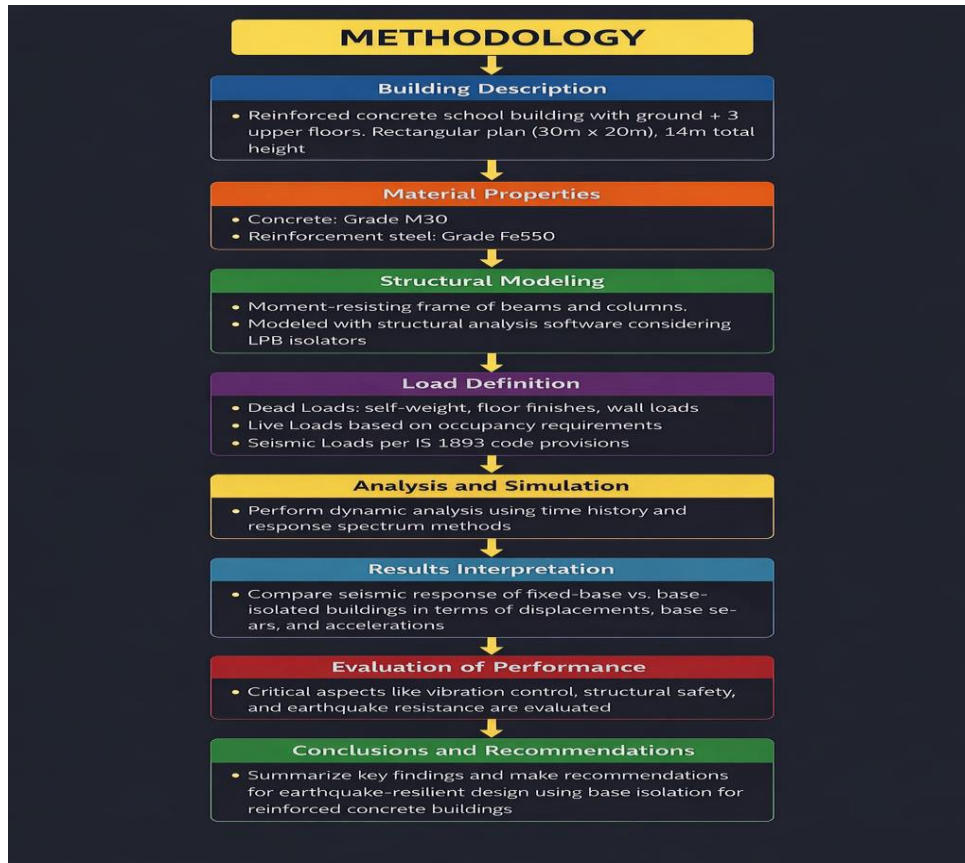 METHODOLOGY
Building Description
• Reinforced concrete school building with ground + 3
upper floors. Rectangular plan (30m x 20m), 14m total
height
Material Properties
• Concrete: Grade M30
• Reinforcement steel: Grade Fe550
Structural Modeling
• Moment-resisting frame of beams and columns.
• Modeled with structural analysis software considering
LPB isolators
Load Definition
• Dead Loads: self-weight, floor finishes, wall loads
• Live Loads based on occupancy requirements
• Seismic Loads per IS 1893 code provisions
Analysis and Simulation
• Perform dynamic analysis using time history and
response spectrum methods
Results Interpretation
• Compare seismic response of fixed-base vs. base-
isolated buildings in terms of displacements, base se-
ars, and accelerations
Evaluation of Performance
• Critical aspects like vibration control, structural safety,
and earthquake resistance are evaluated
Conclusions and Recommendations
• Summarize key findings and make recommendations
for earthquake-resilient design using base isolation for
reinforced concrete buildings